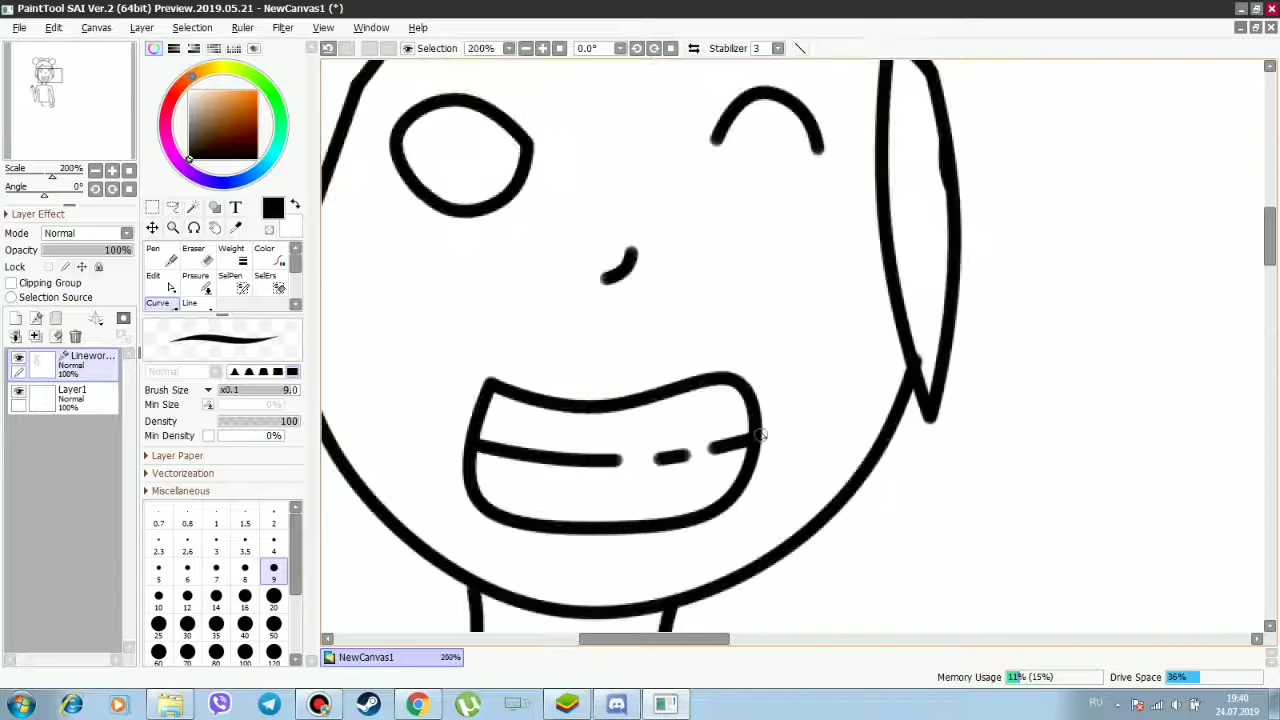 PaintTool SAI Ver.2 (64bit) Preview.2019.05.21 - NewCanvas1 (*)
File Edit Canvas Layer Selection Ruler Filter View Window Help
Selection 200% 0.0° Stabilizer 3
Scale 200%
Angle 0°
Layer Effect
Mode Normal
Opacity 100%
Lock
Clipping Group
Selection Source
Linewor...
Normal
100%
Layer1
Normal
100%
T
Pen Eraser Weight Color
Edit Prssure SelPen SelErs
Curve Line
Normal
Brush Size x0.1 9.0
Min Size 0%
Density 100
Min Density 0%
Layer Paper
Vectorization
Miscellaneous
0.7 0.8 1 1.5 2
2.3 2.6 3 3.5 4
5 6 7 8 9
10 12 14 16 20
25 30 35 40 50
60 70 80 100 120
NewCanvas1 200%
Memory Usage 11% (15%) Drive Space 36%
RU 19:40
24.07.2019